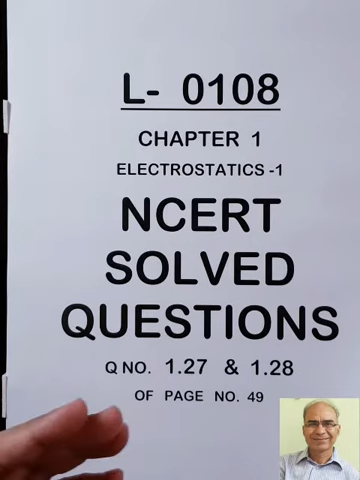 L- 0108
CHAPTER 1
ELECTROSTATICS -1
NCERT
SOLVED
QUESTIONS
Q NO. 1.27 & 1.28
OF PAGE NO. 49